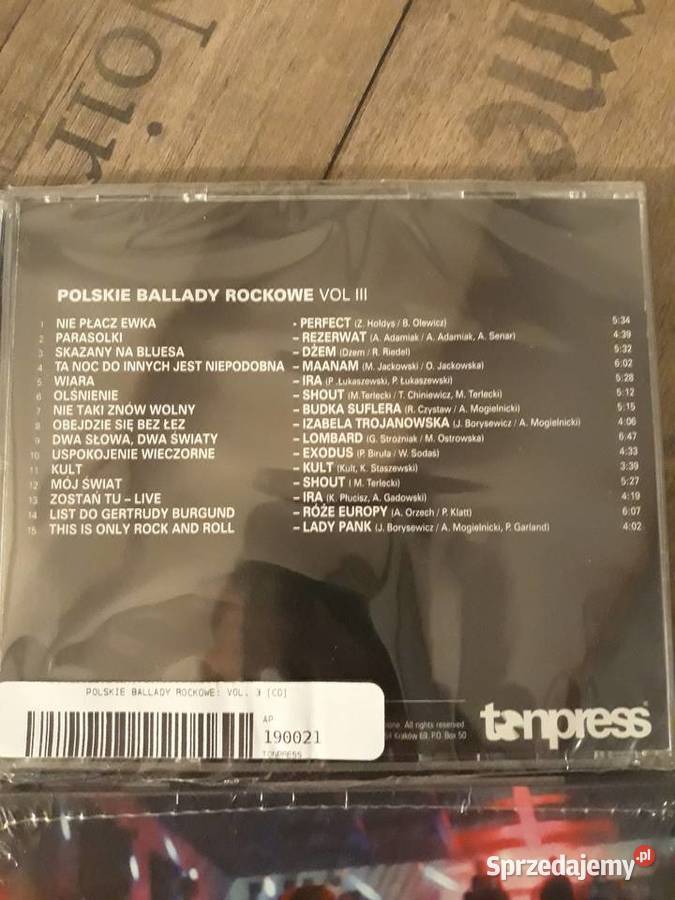 Noir
POLSKIE BALLADY ROCKOWE VOL III
1 NIE PŁACZ EWKA - PERFECT (Z. Hołdys / B. Olewicz) 5:34
2 PARASOLKI – REZERWAT (A. Adamiak / A. Adamiak, A. Senar) 4:39
3 SKAZANY NA BLUESA – DŻEM (Dżem / R. Riedel) 5:32
4 TA NOC DO INNYCH JEST NIEPODOBNA – MAANAM (M. Jackowski / O. Jackowska) 6:02
5 WIARA – IRA (P. Łukaszewski, P. Łukaszewski) 5:28
6 OLŚNIENIE – SHOUT (M.Terlecki / T. Chiniewicz, M. Terlecki) 5:12
7 NIE TAKI ZNÓW WOLNY – BUDKA SUFLERA (R. Czystaw / A. Mogielnicki) 5:15
8 OBEJDZIE SIĘ BEZ ŁEZ – IZABELA TROJANOWSKA (J. Borysewicz / A. Mogielnicki) 4:06
9 DWA SŁOWA, DWA ŚWIATY – LOMBARD (G. Stróżniak / M. Ostrowska) 6:47
10 USPOKOJENIE WIECZORNE – EXODUS (P. Birula / W. Sodaś) 4:33
11 KULT – KULT (Kult, K. Staszewski) 3:39
12 MÓJ ŚWIAT – SHOUT ( M. Terlecki) 5:27
13 ZOSTAŃ TU – LIVE – IRA (K. Płucisz, A. Gadowski) 4:19
14 LIST DO GERTRUDY BURGUND – RÓŻE EUROPY (A. Orzech / P. Klatt) 6:07
15 THIS IS ONLY ROCK AND ROLL – LADY PANK (J. Borysewicz / A. Mogielnicki, P. Garland) 4:02
POLSKIE BALLADY ROCKOWE: VOL. 3 [CD]
AP
190021
TONPRESS
All rights reserved
Kraków 69, P.O. Box 50
tonpress
Sprzedajemy.pl